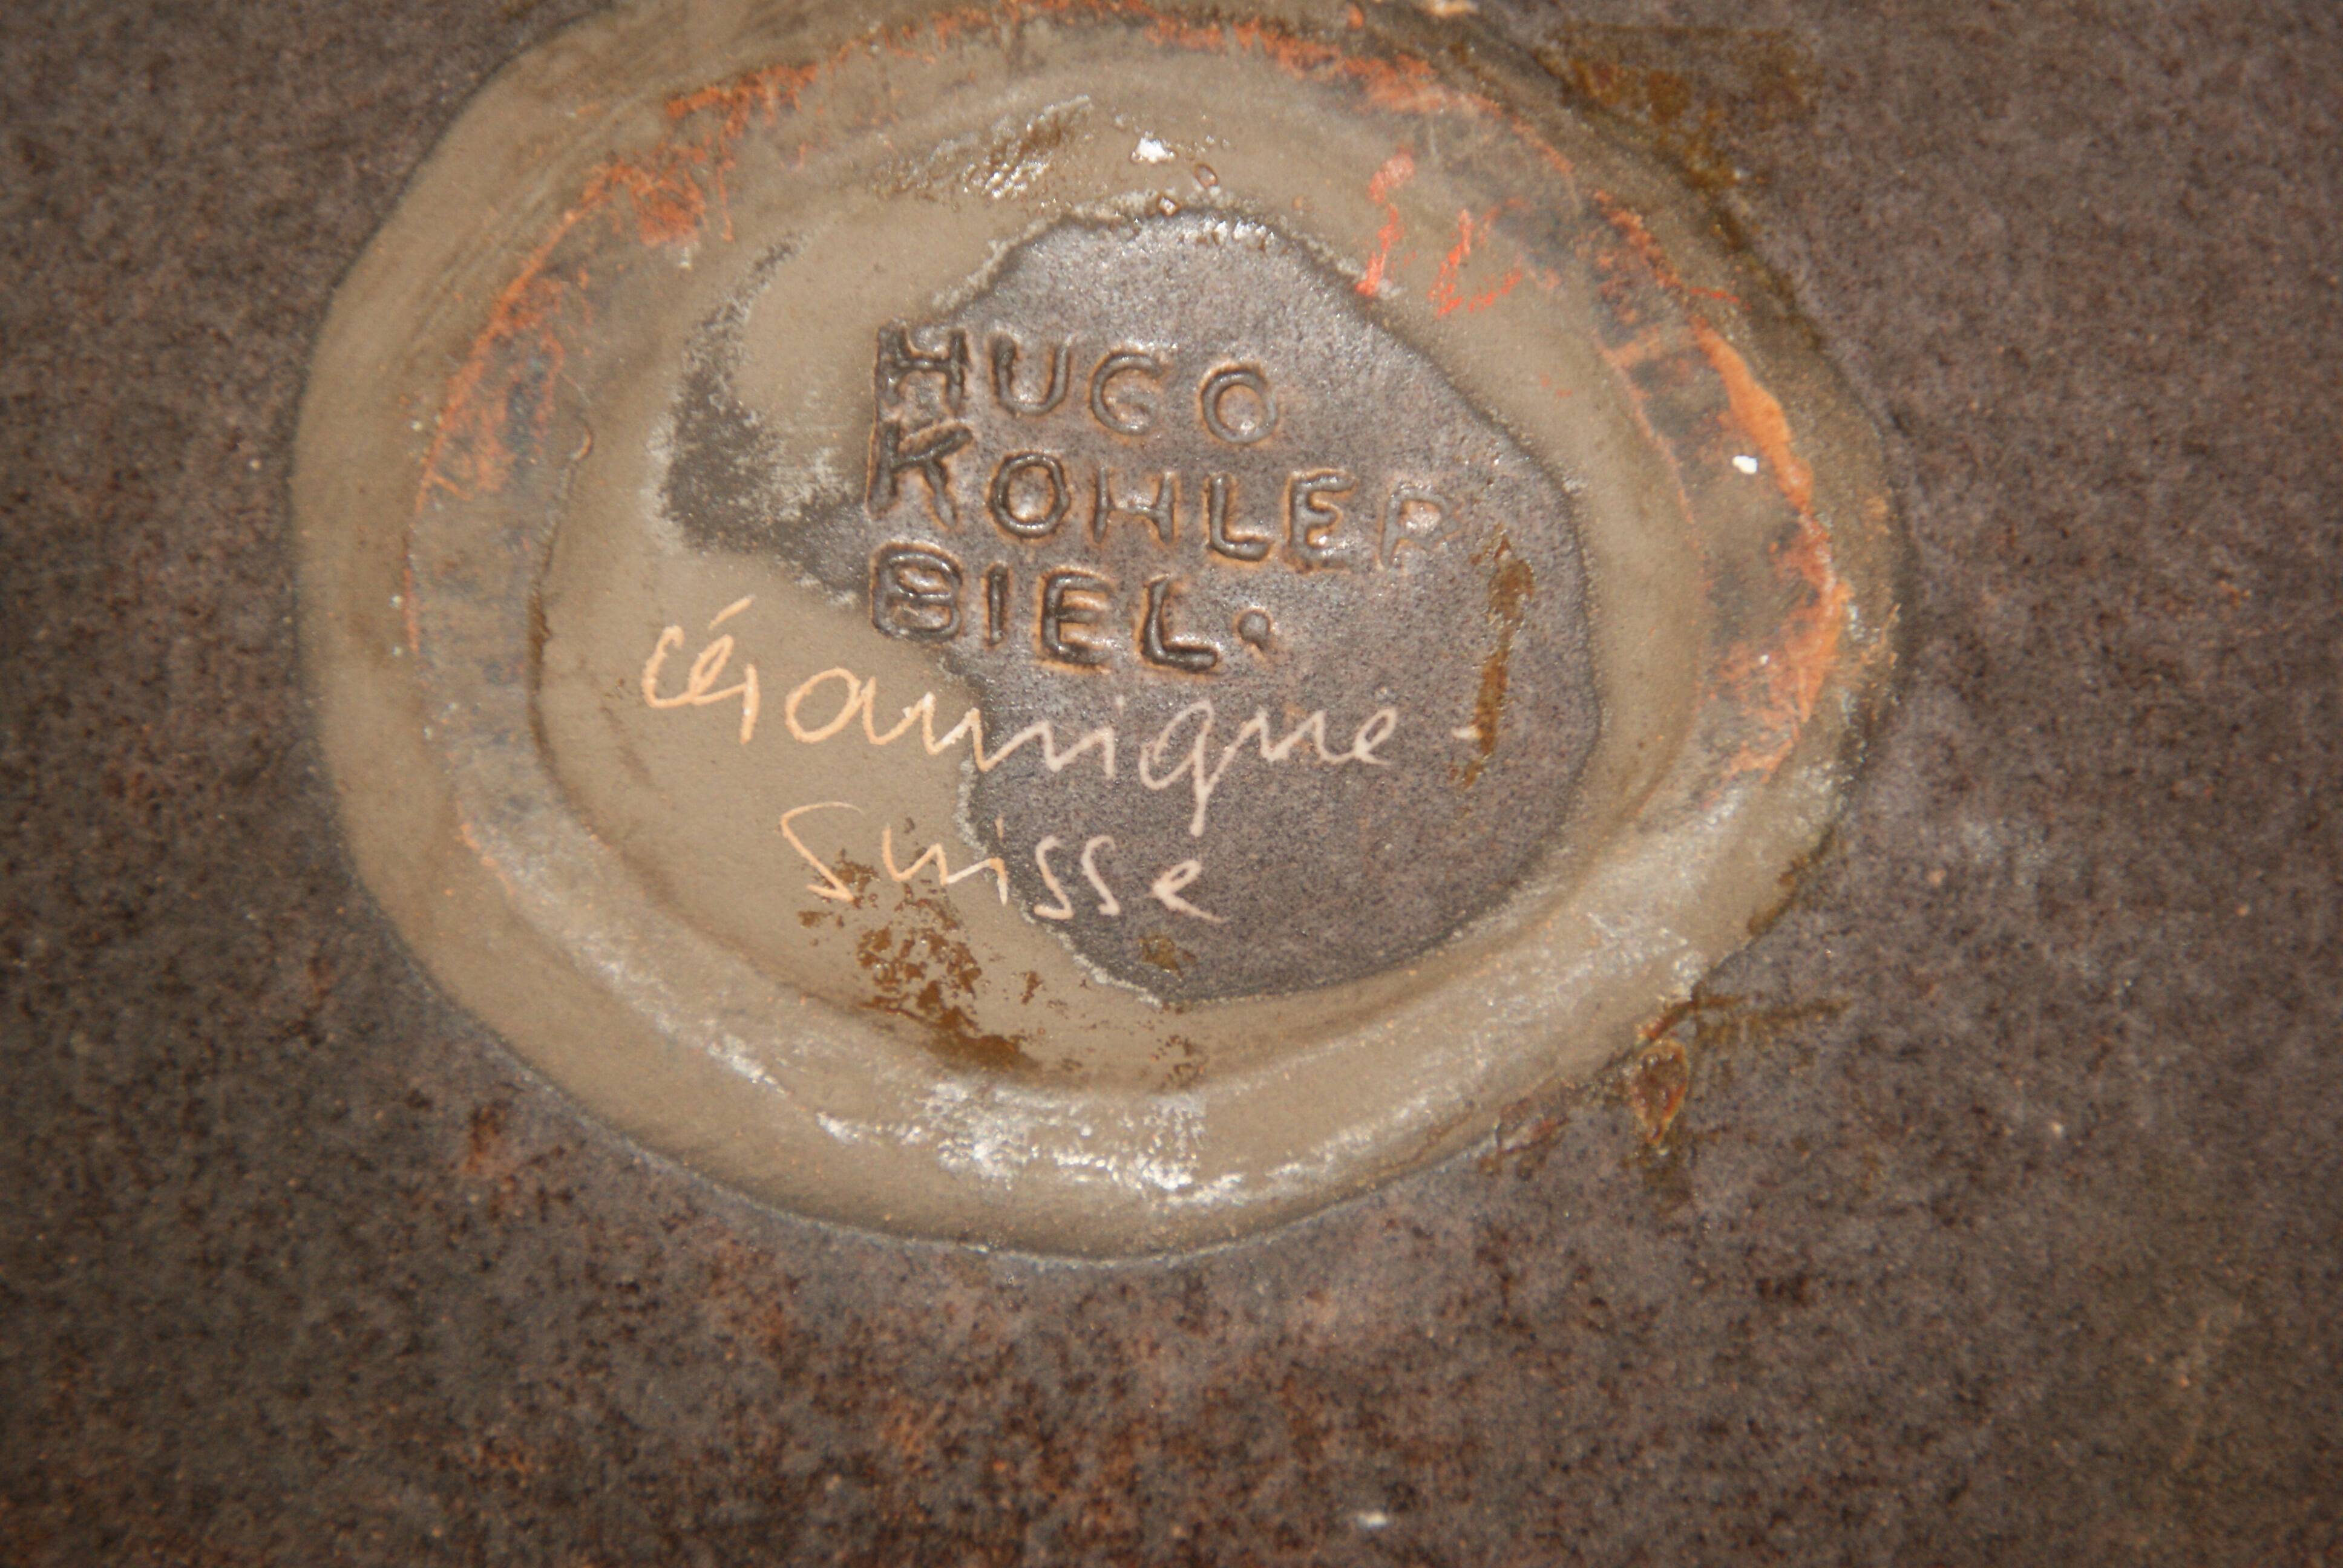 HUGO
KOHLER
BIEL.
céramique
Suisse